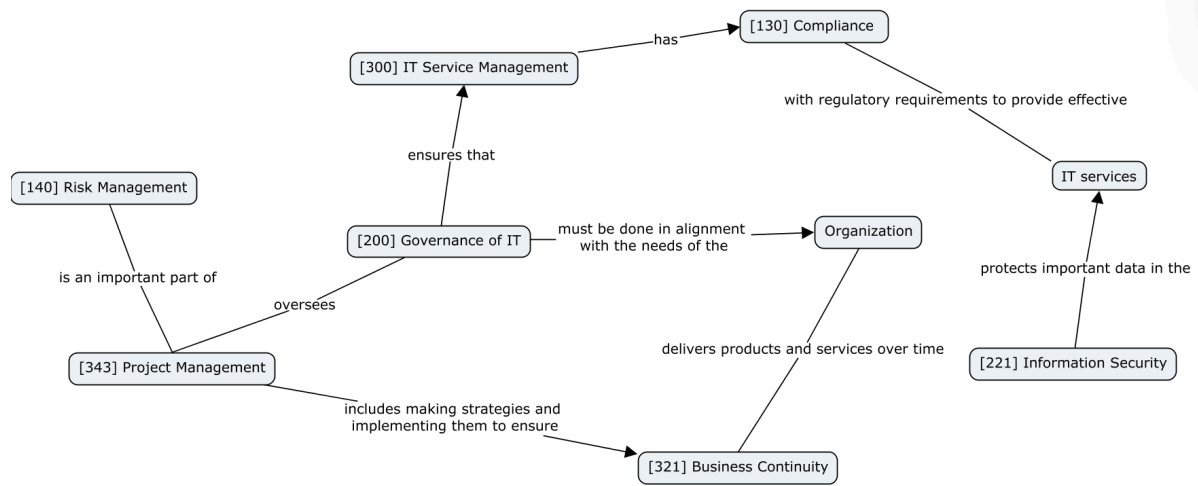 [130] Compliance
has
[300] IT Service Management
with regulatory requirements to provide effective
ensures that
IT services
[140] Risk Management
must be done in alignment
with the needs of the
Organization
[200] Governance of IT
protects important data in the
is an important part of
oversees
delivers products and services over time
[221] Information Security
[343] Project Management
includes making strategies and
implementing them to ensure
[321] Business Continuity